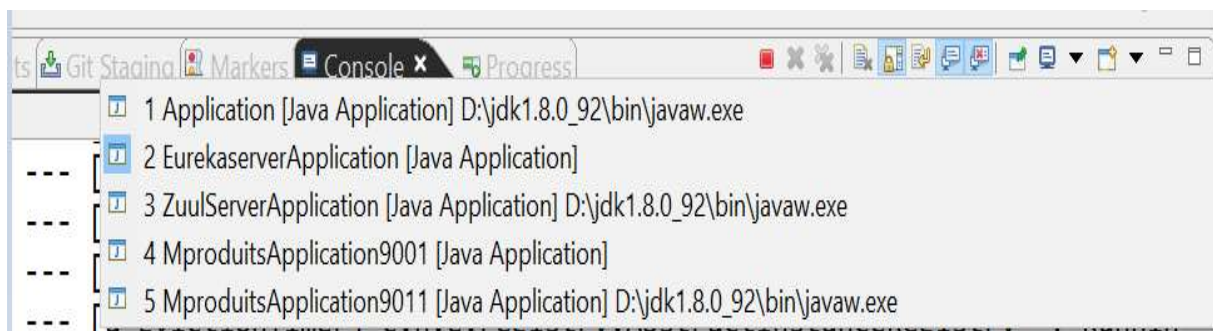 ts Git Staging Markers Console Progress
1 Application [Java Application] D:\jdk1.8.0_92\bin\javaw.exe
--- [ 2 EurekaserverApplication [Java Application]
--- [ 3 ZuulServerApplication [Java Application] D:\jdk1.8.0_92\bin\javaw.exe
--- [ 4 MproduitsApplication9001 [Java Application]
--- [ 5 MproduitsApplication9011 [Java Application] D:\jdk1.8.0_92\bin\javaw.exe